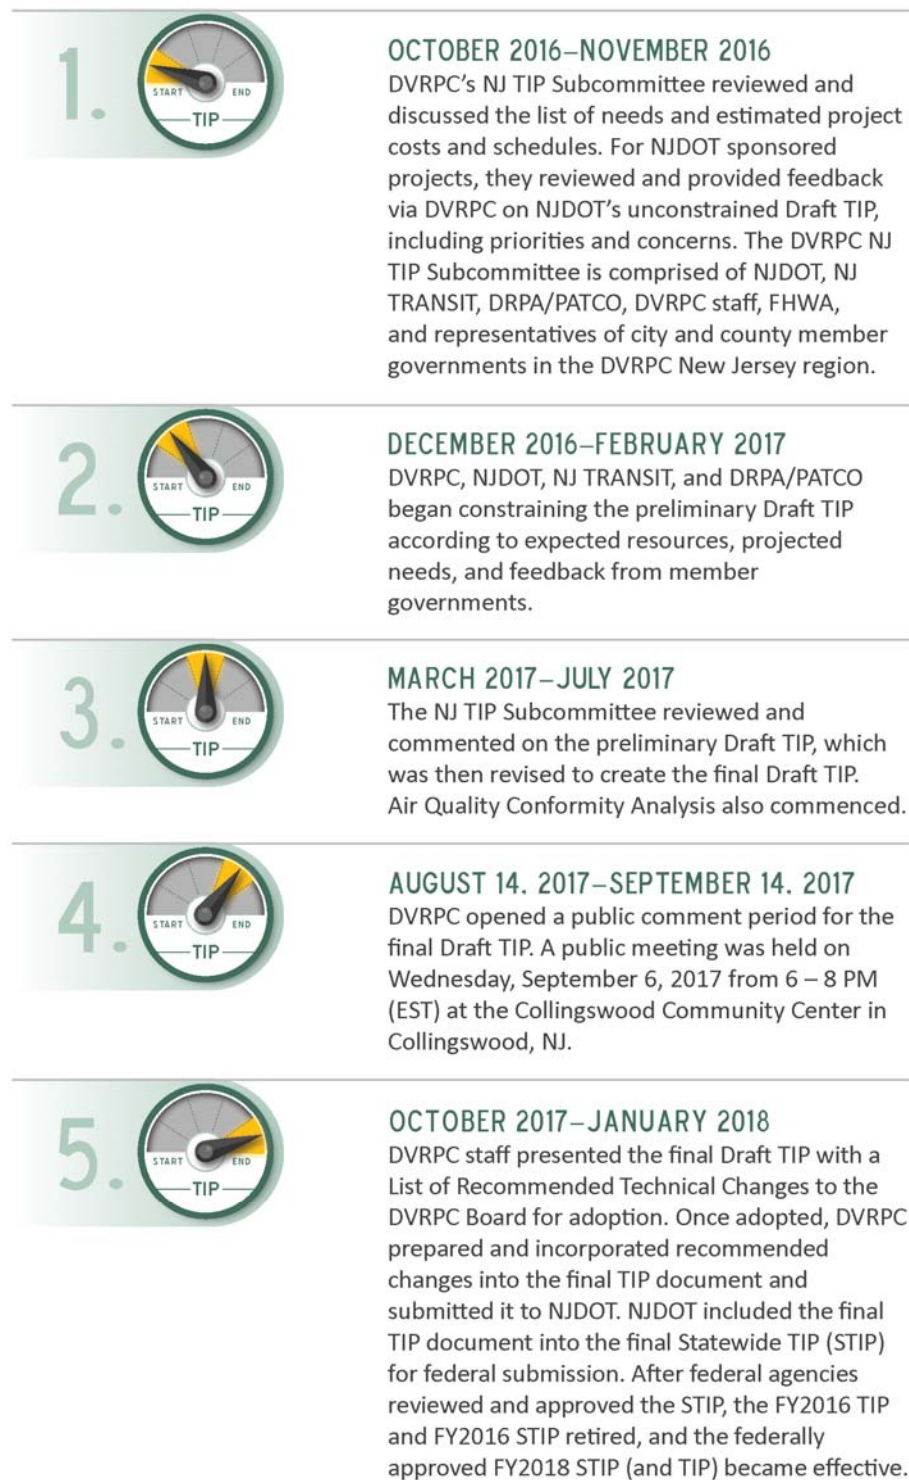 1.
START
END
TIP
OCTOBER 2016–NOVEMBER 2016
DVRPC's NJ TIP Subcommittee reviewed and
discussed the list of needs and estimated project
costs and schedules. For NJDOT sponsored
projects, they reviewed and provided feedback
via DVRPC on NJDOT's unconstrained Draft TIP,
including priorities and concerns. The DVRPC NJ
TIP Subcommittee is comprised of NJDOT, NJ
TRANSIT, DRPA/PATCO, DVRPC staff, FHWA,
and representatives of city and county member
governments in the DVRPC New Jersey region.
2.
START
END
TIP
DECEMBER 2016–FEBRUARY 2017
DVRPC, NJDOT, NJ TRANSIT, and DRPA/PATCO
began constraining the preliminary Draft TIP
according to expected resources, projected
needs, and feedback from member
governments.
3.
START
END
TIP
MARCH 2017–JULY 2017
The NJ TIP Subcommittee reviewed and
commented on the preliminary Draft TIP, which
was then revised to create the final Draft TIP.
Air Quality Conformity Analysis also commenced.
4.
START
END
TIP
AUGUST 14. 2017–SEPTEMBER 14. 2017
DVRPC opened a public comment period for the
final Draft TIP. A public meeting was held on
Wednesday, September 6, 2017 from 6 – 8 PM
(EST) at the Collingswood Community Center in
Collingswood, NJ.
5.
START
END
TIP
OCTOBER 2017–JANUARY 2018
DVRPC staff presented the final Draft TIP with a
List of Recommended Technical Changes to the
DVRPC Board for adoption. Once adopted, DVRPC
prepared and incorporated recommended
changes into the final TIP document and
submitted it to NJDOT. NJDOT included the final
TIP document into the final Statewide TIP (STIP)
for federal submission. After federal agencies
reviewed and approved the STIP, the FY2016 TIP
and FY2016 STIP retired, and the federally
approved FY2018 STIP (and TIP) became effective.